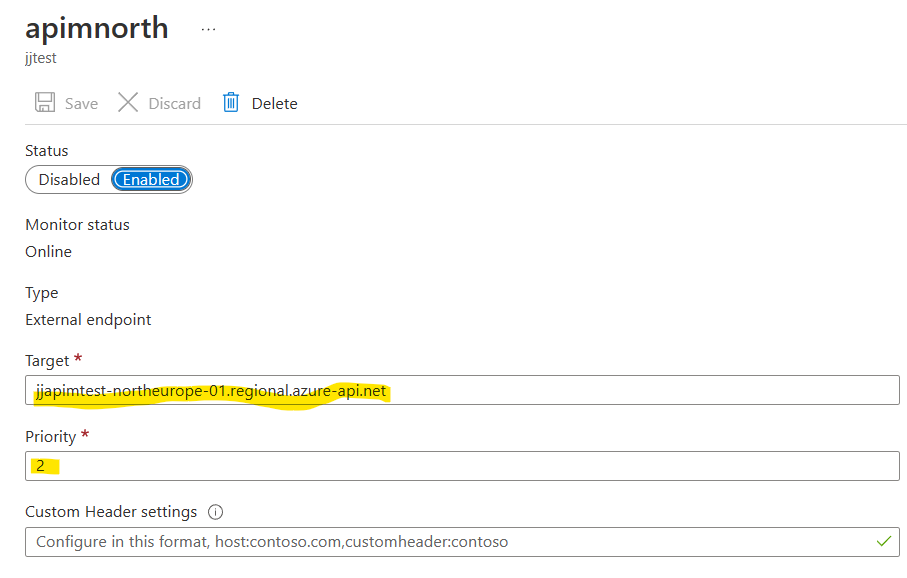 apimnorth ...
jjtest
Save Discard Delete
Status
Disabled Enabled
Monitor status
Online
Type
External endpoint
Target *
jjapimtest-northeurope-01.regional.azure-api.net
Priority *
2
Custom Header settings
Configure in this format, host:contoso.com,customheader:contoso